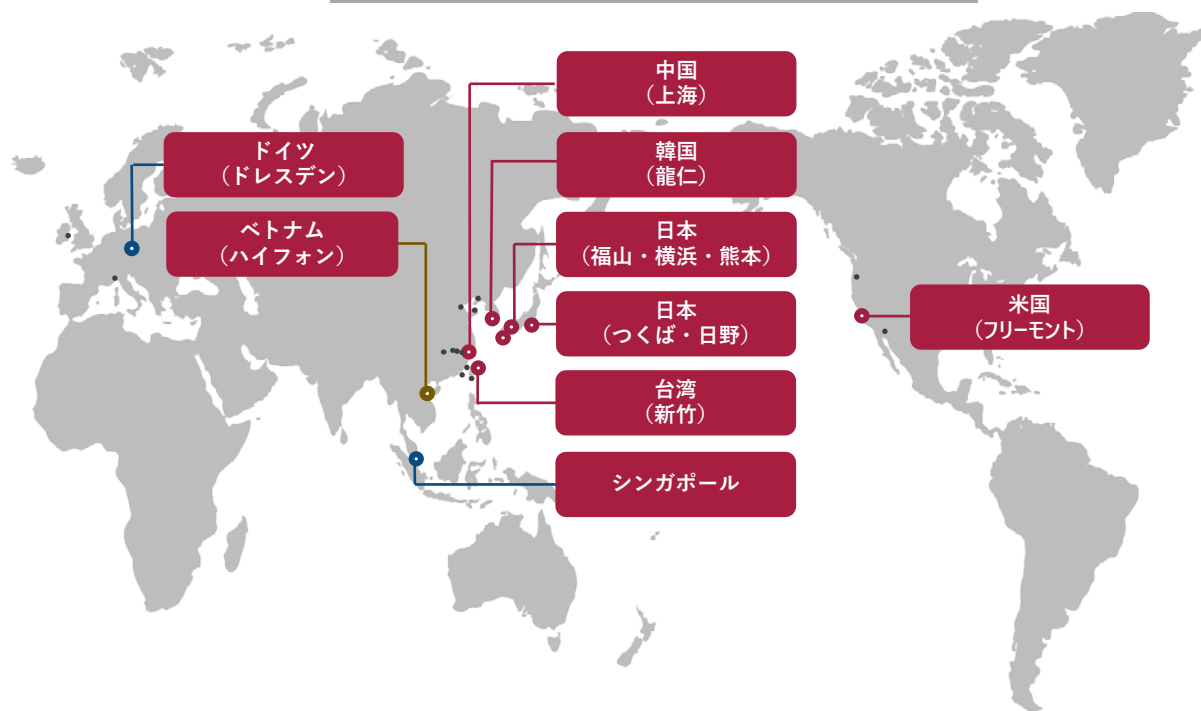 中国
（上海）
韓国
（龍仁）
ドイツ
（ドレスデン）
ベトナム
（ハイフォン）
日本
（福山・横浜・熊本）
日本
（つくば・日野）
米国
（フリーモント）
台湾
（新竹）
シンガポール